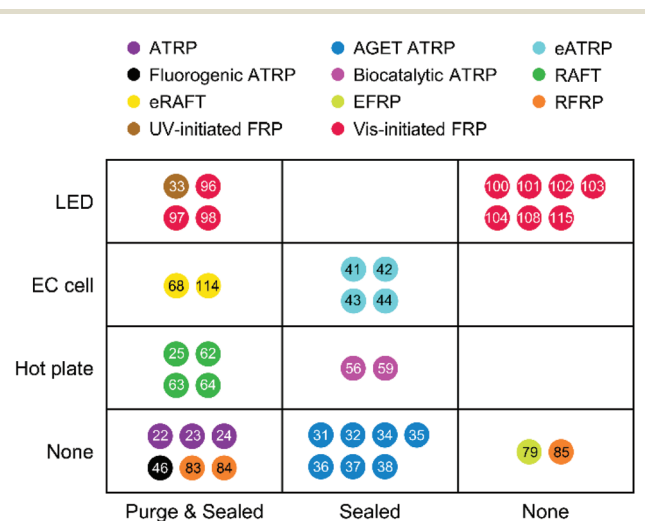 ATRP AGET ATRP eATRP
Fluorogenic ATRP Biocatalytic ATRP RAFT
eRAFT EFRP RFRP
UV-initiated FRP Vis-initiated FRP
LED
33 96
97 98
100 101 102 103
104 108 115
EC cell
68 114
41 42
43 44
Hot plate
25 62
63 64
56 59
None
22 23 24
46 83 84
31 32 34 35
36 37 38
79 85
Purge & Sealed Sealed None